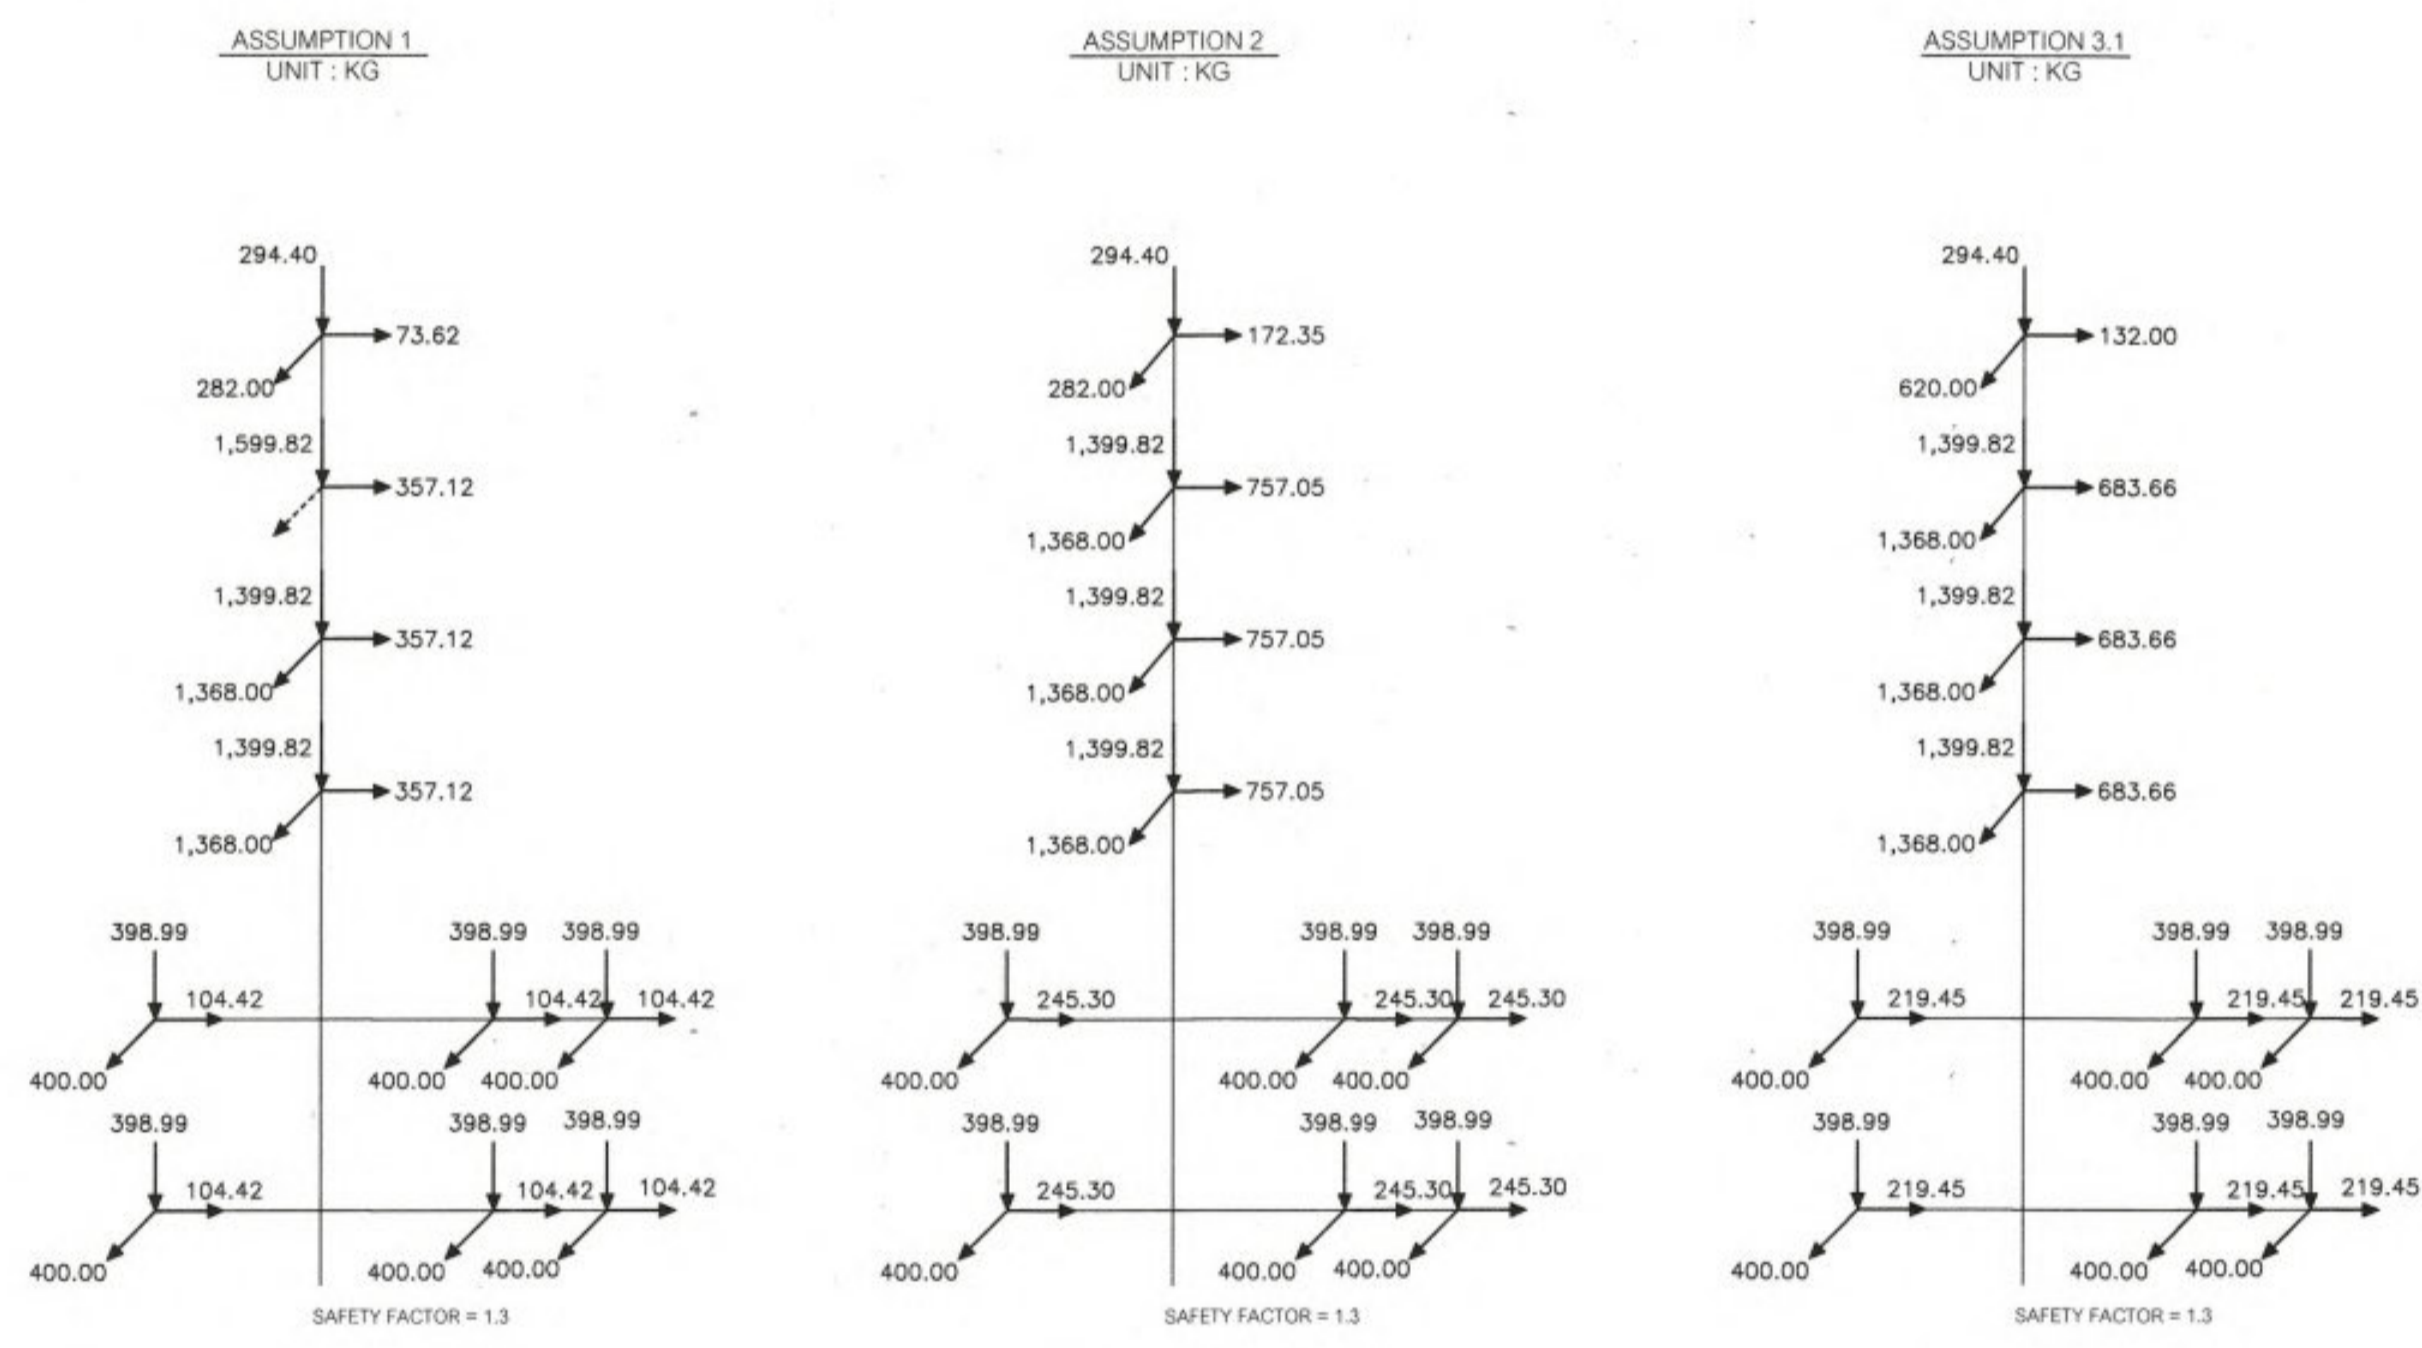 ASSUMPTION 1
UNIT : KG
294.40
73.62
282.00
1,599.82
357.12
1,399.82
357.12
1,368.00
1,399.82
357.12
1,368.00
398.99 398.99 398.99
104.42 104.42 104.42
400.00 400.00 400.00
398.99 398.99 398.99
104.42 104.42 104.42
400.00 400.00 400.00
SAFETY FACTOR = 1.3
ASSUMPTION 2
UNIT : KG
294.40
172.35
282.00
1,399.82
757.05
1,368.00
1,399.82
757.05
1,368.00
1,399.82
757.05
1,368.00
398.99 398.99 398.99
245.30 245.30 245.30
400.00 400.00 400.00
398.99 398.99 398.99
245.30 245.30 245.30
400.00 400.00 400.00
SAFETY FACTOR = 1.3
ASSUMPTION 3.1
UNIT : KG
294.40
132.00
620.00
1,399.82
683.66
1,368.00
1,399.82
683.66
1,368.00
1,399.82
683.66
1,368.00
398.99 398.99 398.99
219.45 219.45 219.45
400.00 400.00 400.00
398.99 398.99 398.99
219.45 219.45 219.45
400.00 400.00 400.00
SAFETY FACTOR = 1.3